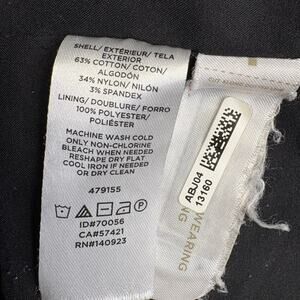 SHELL/ EXTÉRIEUR/ TELA
EXTERIOR
63% COTTON/ COTON/
ALGODÓN
34% NYLON/ NILÓN
3% SPANDEX
LINING/ DOUBLURE/ FORRO
100% POLYESTER/
POLIÉSTER
MACHINE WASH COLD
ONLY NON-CHLORINE
BLEACH WHEN NEEDED
RESHAPE DRY FLAT
COOL IRON IF NEEDED
OR DRY CLEAN
479155
ID#70056
CA#57421
RN#140923
ABJ04
13160
WEARING